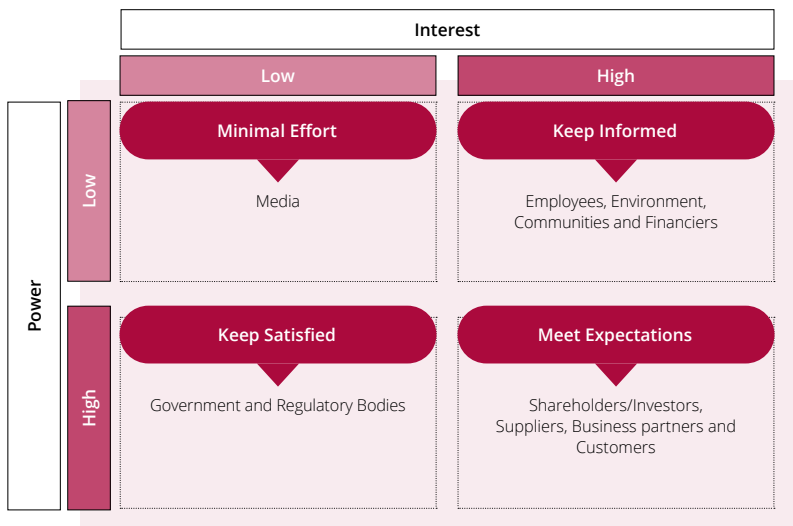 Interest
Low
High
Power
Low
Minimal Effort
Media
Keep Informed
Employees, Environment,
Communities and Financiers
High
Keep Satisfied
Government and Regulatory Bodies
Meet Expectations
Shareholders/Investors,
Suppliers, Business partners and
Customers